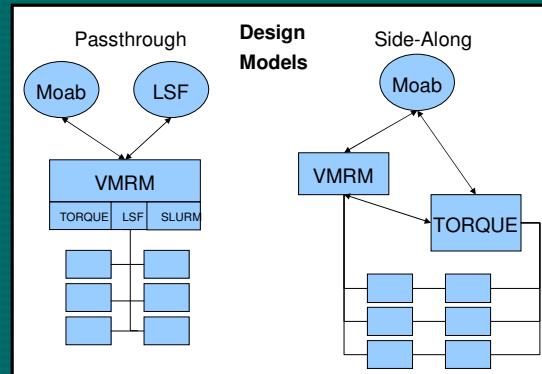 Design
Models
Passthrough
Moab
LSF
VMRM
TORQUE
LSF
SLURM
Side-Along
Moab
VMRM
TORQUE